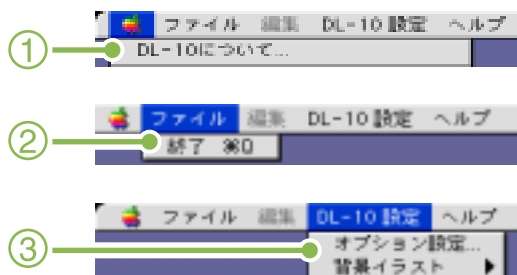 ファイル 編集 DL-10 設定 ヘルプ
① DL-10について...
ファイル 編集 DL-10 設定 ヘルプ
② 終了 ⌘Q
ファイル 編集 DL-10 設定 ヘルプ
③ オプション設定...
背景イラスト ▶